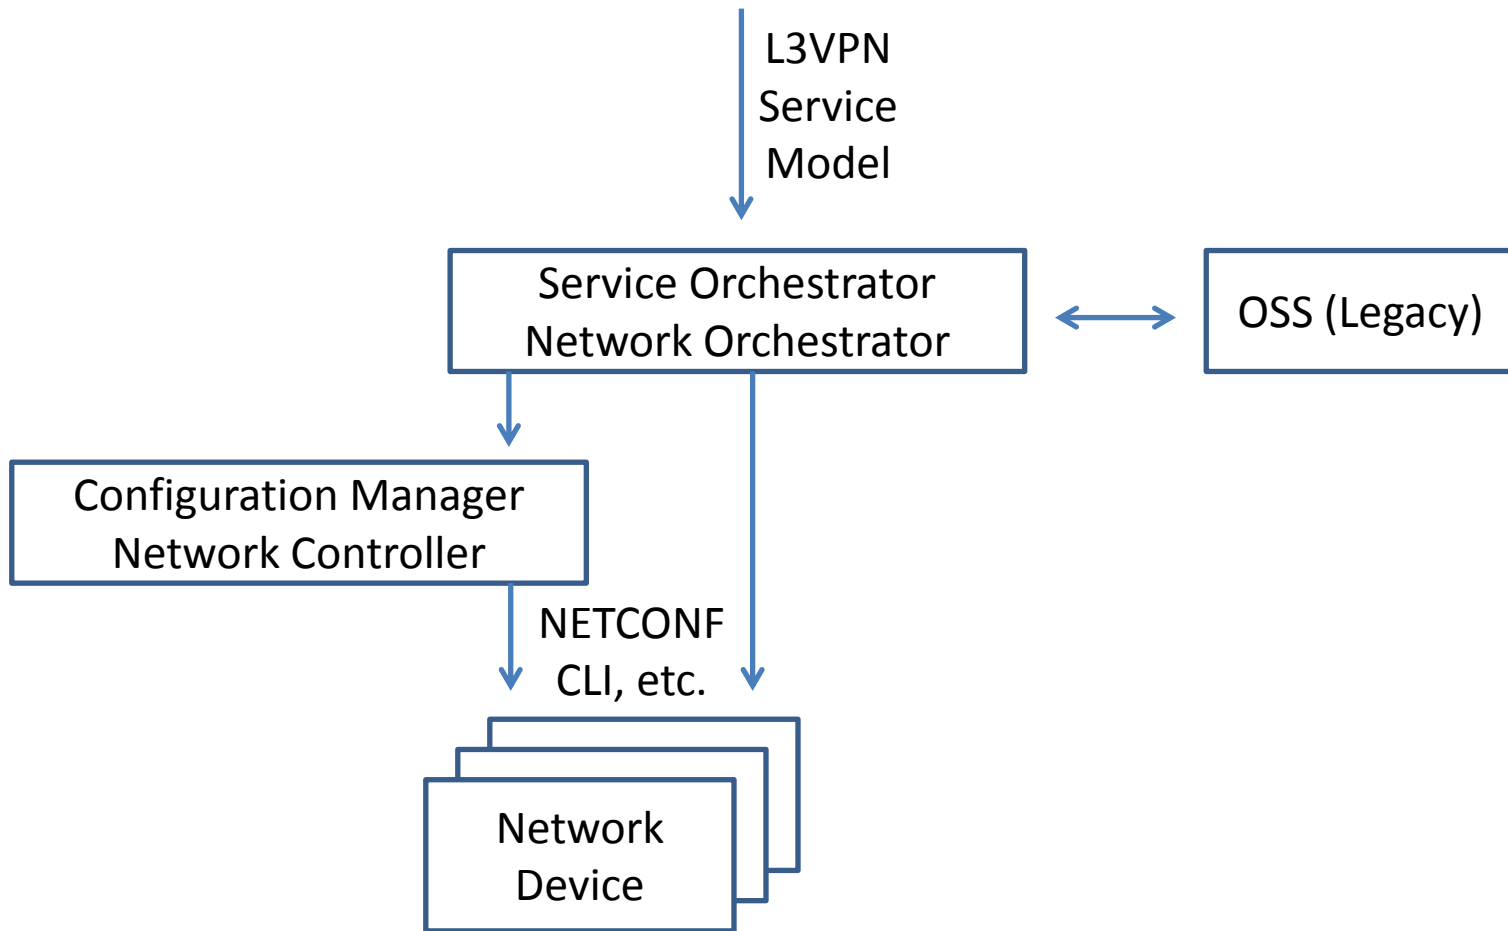 L3VPN
Service
Model
Service Orchestrator
Network Orchestrator
OSS (Legacy)
Configuration Manager
Network Controller
NETCONF
CLI, etc.
Network
Device